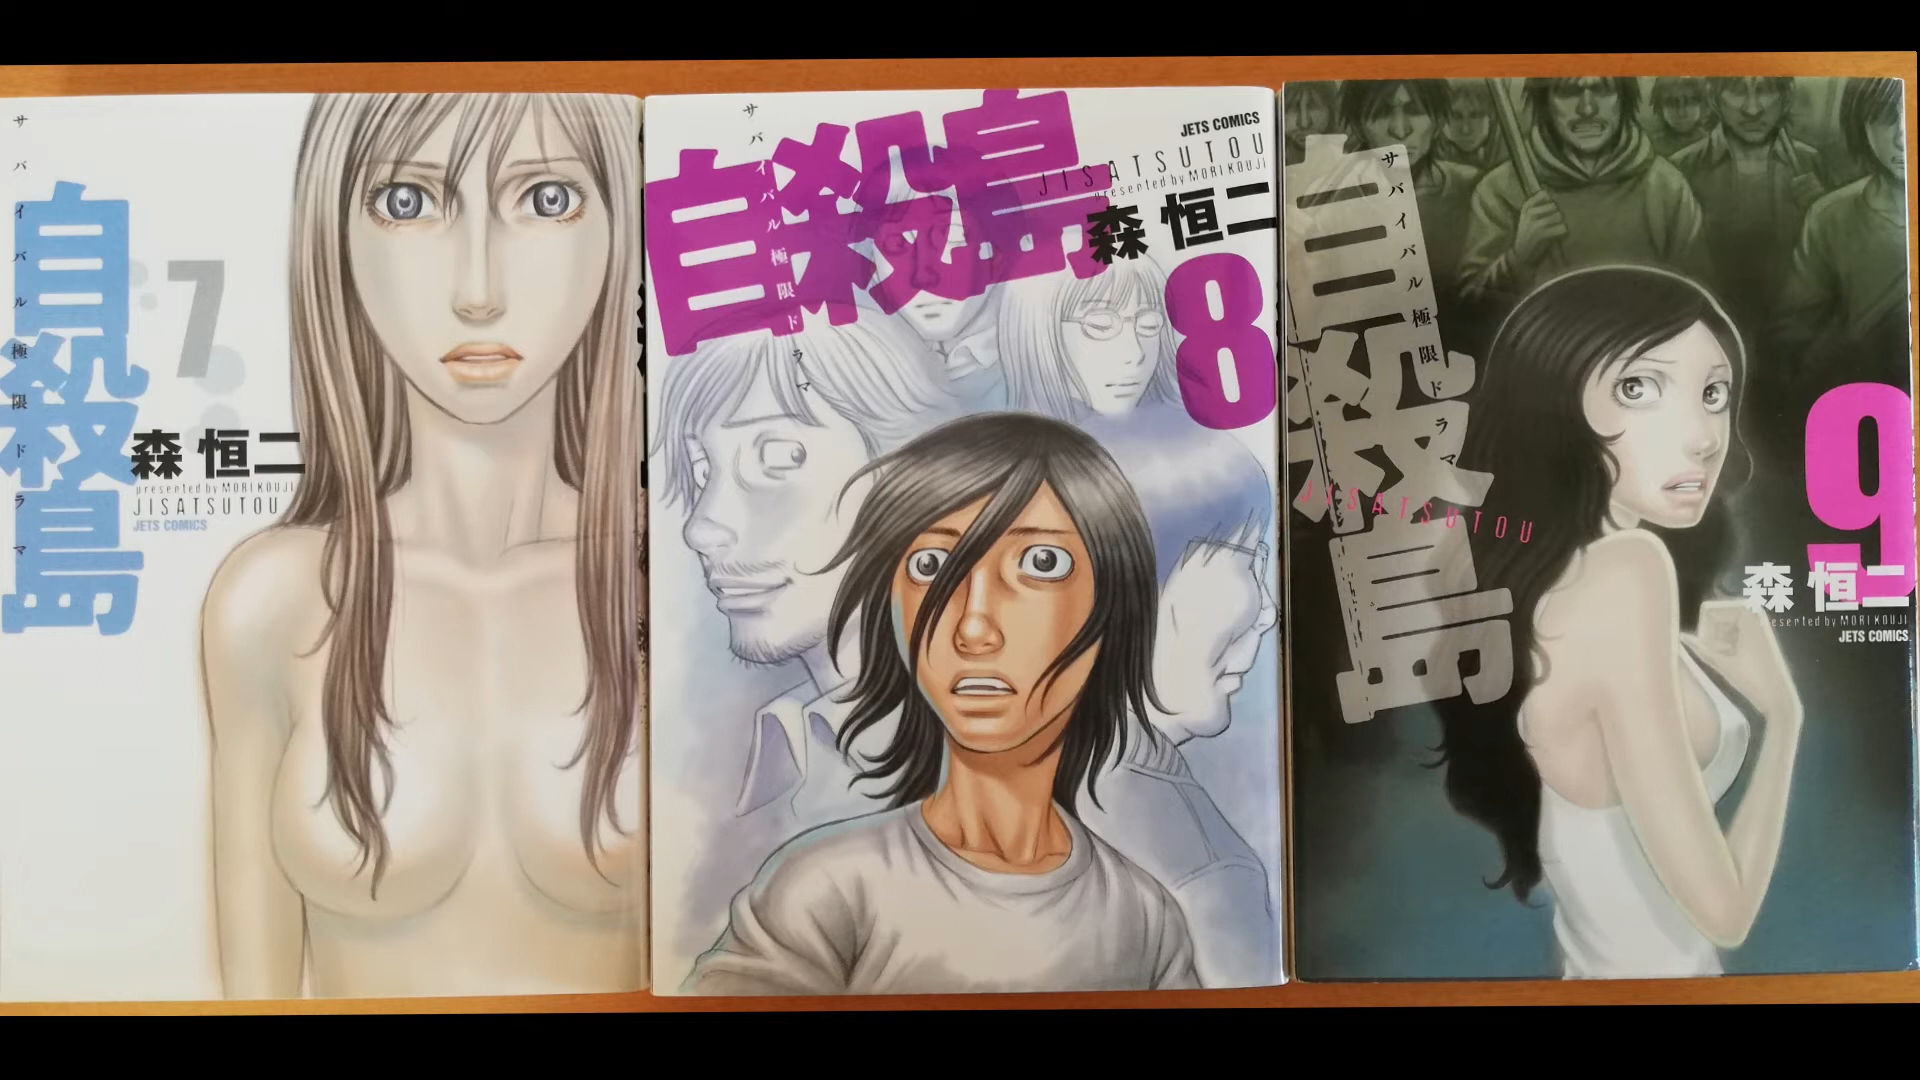 サバイバル極限ドラマ
自殺島
7
森 恒二
presented by MORI KOUJI
JISATSUTOU
JETS COMICS
サバイバル極限ドラマ
自殺島
JETS COMICS
JISATSUTOU
presented by MORI KOUJI
森 恒二
8
サバイバル極限ドラマ
自殺島
JISATSUTOU
9
森 恒二
presented by MORI KOUJI
JETS COMICS